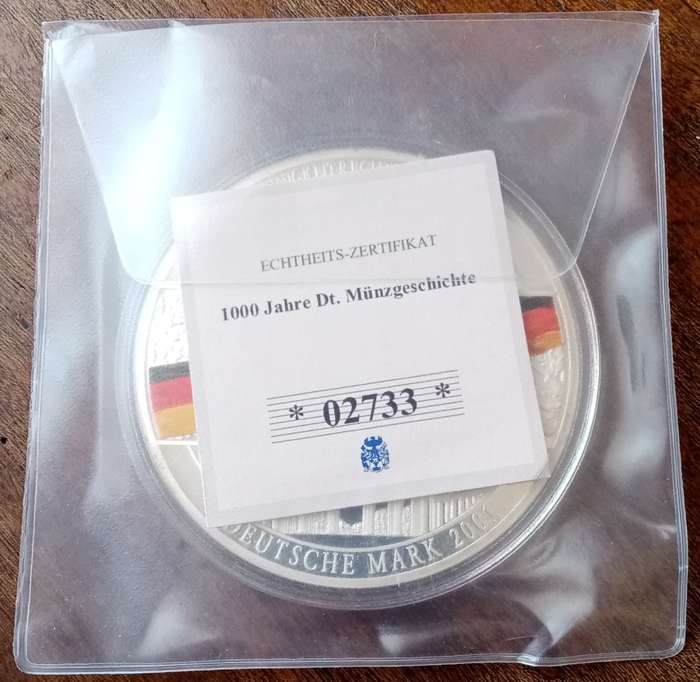 ECHTHEITS-ZERTIFIKAT
1000 Jahre Dt. Münzgeschichte
* 02733 *
DEUTSCHE MARK 2001